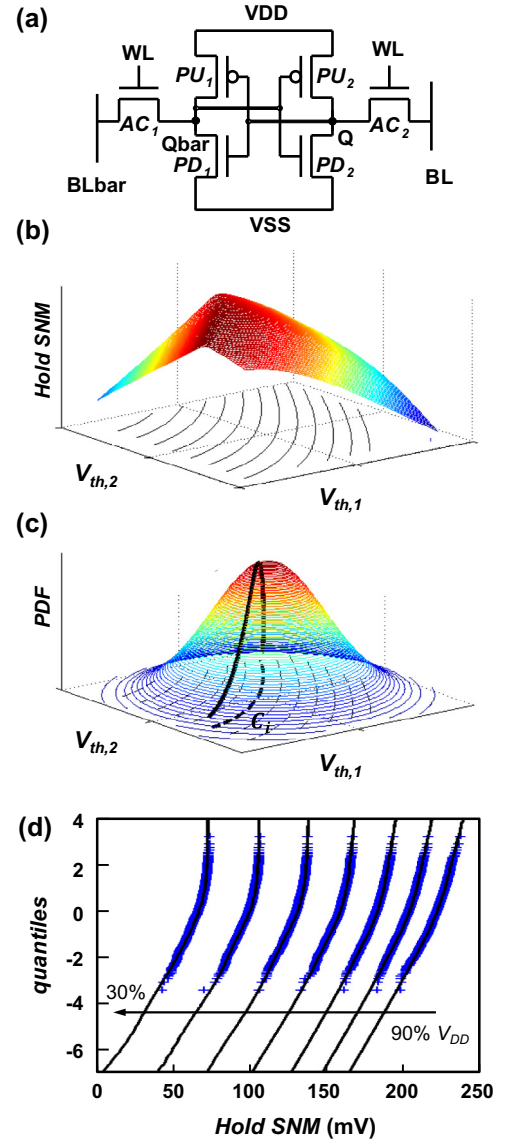 (a)
VDD
WL
WL
PU1
PU2
AC1
AC2
Qbar
Q
PD1
PD2
BLbar
BL
VSS
(b)
Hold SNM
Vth,2
Vth,1
(c)
PDF
Ci
Vth,2
Vth,1
(d)
4
2
0
-2
-4
-6
quantiles
30%
90% VDD
0
50
100
150
200
250
Hold SNM (mV)